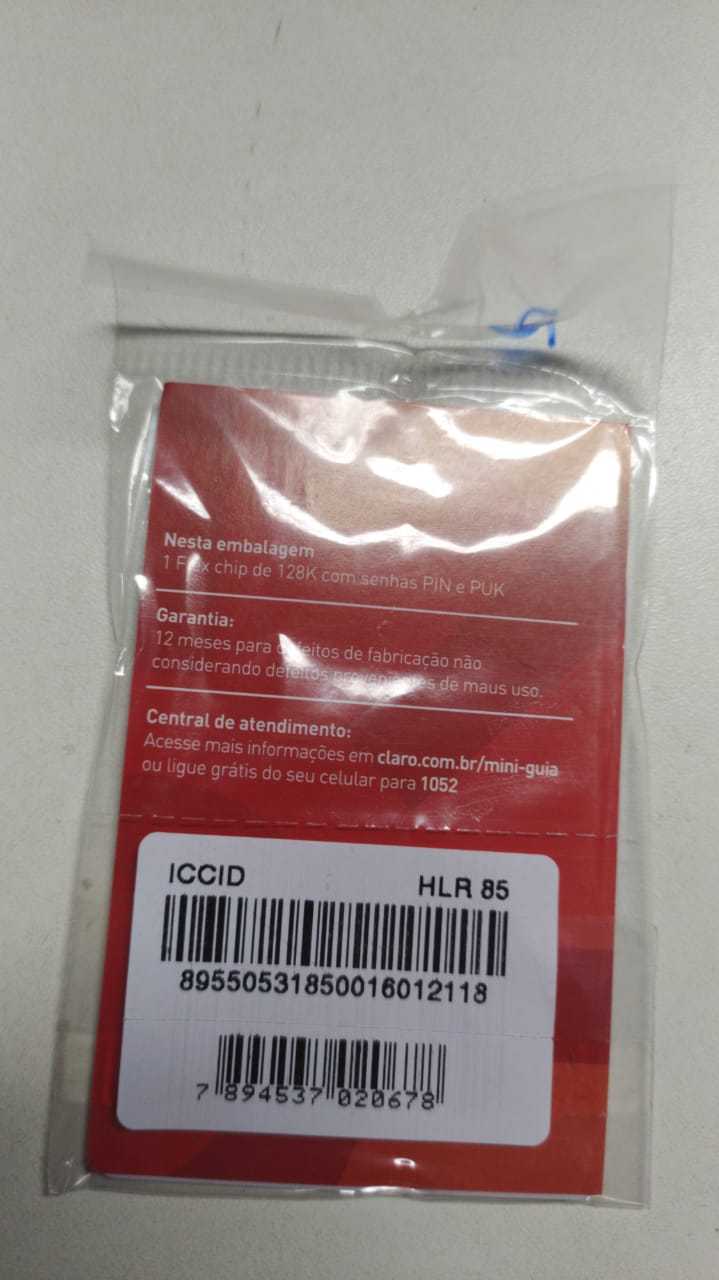 Nesta embalagem
1 Flex chip de 128K com senhas PIN e PUK
Garantia:
12 meses para defeitos de fabricação não
considerando defeitos provenientes de maus uso.
Central de atendimento:
Acesse mais informações em claro.com.br/mini-guia
ou ligue grátis do seu celular para 1052
ICCID HLR 85
89550531850016012118
7 894537 020678